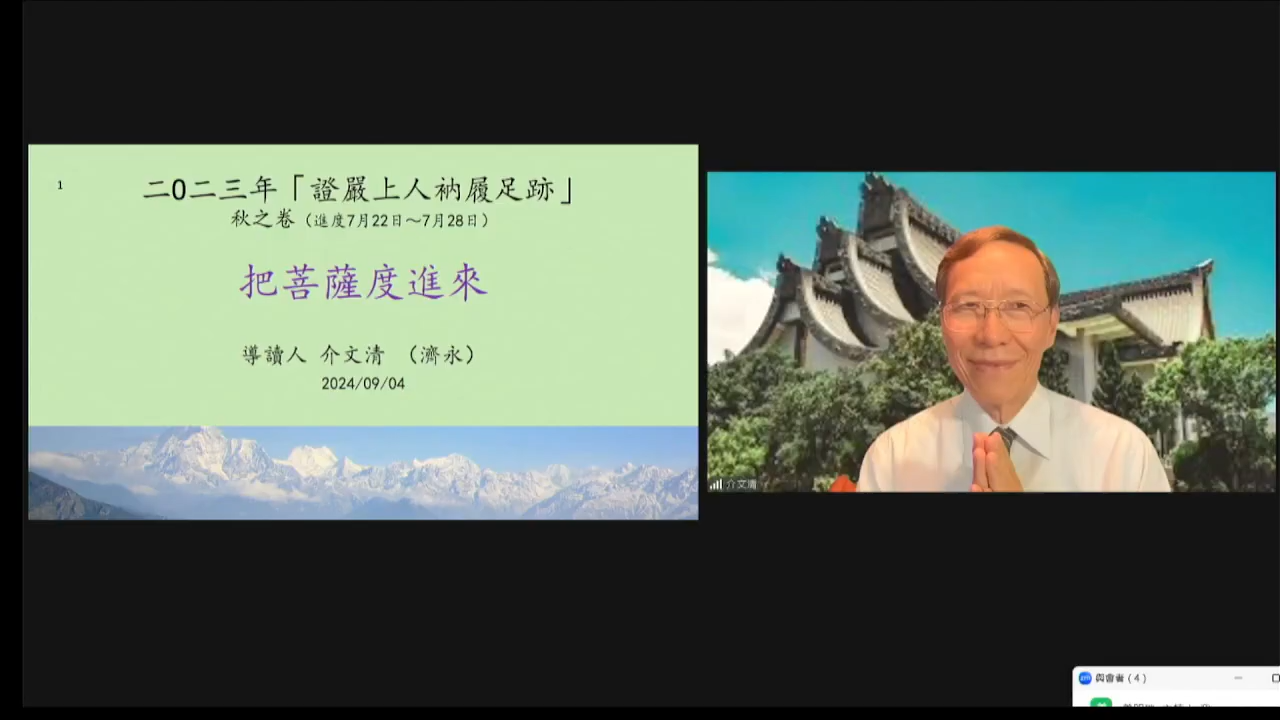 1
二0二三年「證嚴上人衲履足跡」
秋之卷（進度7月22日～7月28日）
把菩薩度進來
導讀人 介文清 （濟永）
2024/09/04
介文清
與會者 ( 4 )